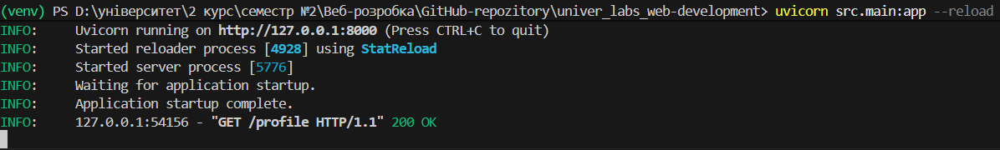 (venv) PS D:\університет\2 курс\семестр №2\Веб-розробка\GitHub-repozitory\univer_labs_web-development> uvicorn src.main:app --reload
INFO:     Uvicorn running on http://127.0.0.1:8000 (Press CTRL+C to quit)
INFO:     Started reloader process [4928] using StatReload
INFO:     Started server process [5776]
INFO:     Waiting for application startup.
INFO:     Application startup complete.
INFO:     127.0.0.1:54156 - "GET /profile HTTP/1.1" 200 OK